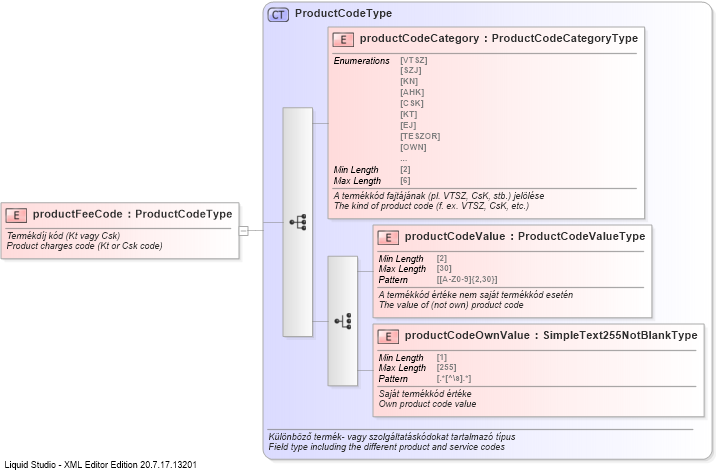 CT ProductCodeType
E productCodeCategory : ProductCodeCategoryType
Enumerations [VTSZ]
[SZJ]
[KN]
[AHK]
[CSK]
[KT]
[EJ]
[TESZOR]
[OWN]
...
Min Length [2]
Max Length [6]
A termékkód fajtájának (pl. VTSZ, CsK, stb.) jelölése
The kind of product code (f. ex. VTSZ, CsK, etc.)
E productFeeCode : ProductCodeType
Termékdíj kód (Kt vagy Csk)
Product charges code (Kt or Csk code)
E productCodeValue : ProductCodeValueType
Min Length [2]
Max Length [30]
Pattern [[A-Z0-9]{2,30}]
A termékkód értéke nem saját termékkód esetén
The value of (not own) product code
E productCodeOwnValue : SimpleText255NotBlankType
Min Length [1]
Max Length [255]
Pattern [.*[^\s].*]
Saját termékkód értéke
Own product code value
Különböző termék- vagy szolgáltatáskódokat tartalmazó típus
Field type including the different product and service codes
Liquid Studio - XML Editor Edition 20.7.17.13201